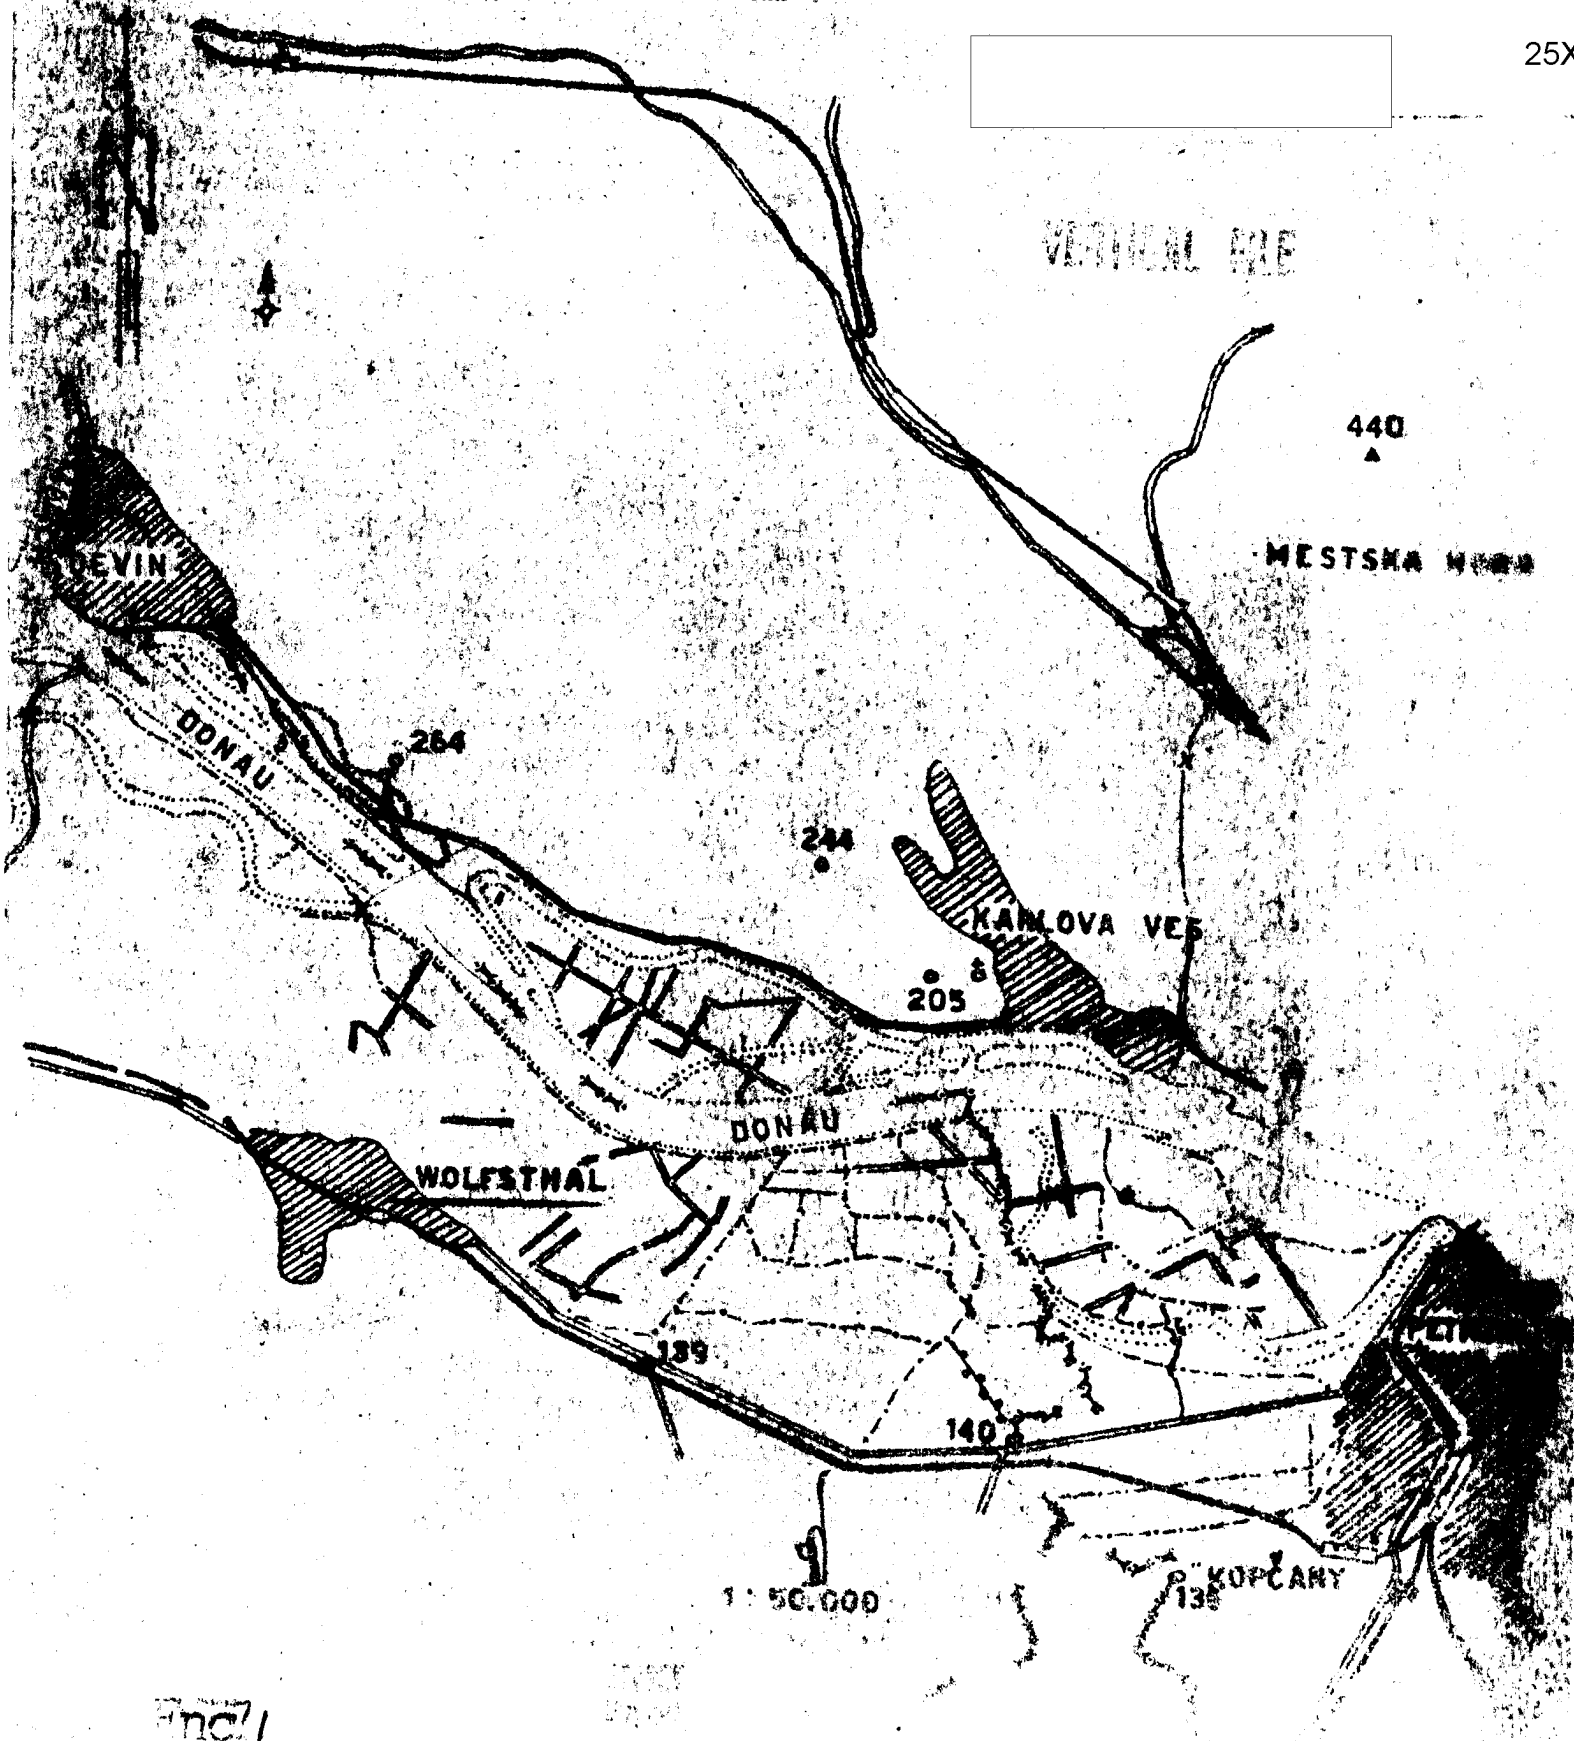 25X
VERTICAL FILE
440
MESTSKA
DEVIN
DONAU
264
244
KARLOVA VES
205
DONAU
WOLFSTHAL
139
140
1:50.000
KOPČANY
Encl